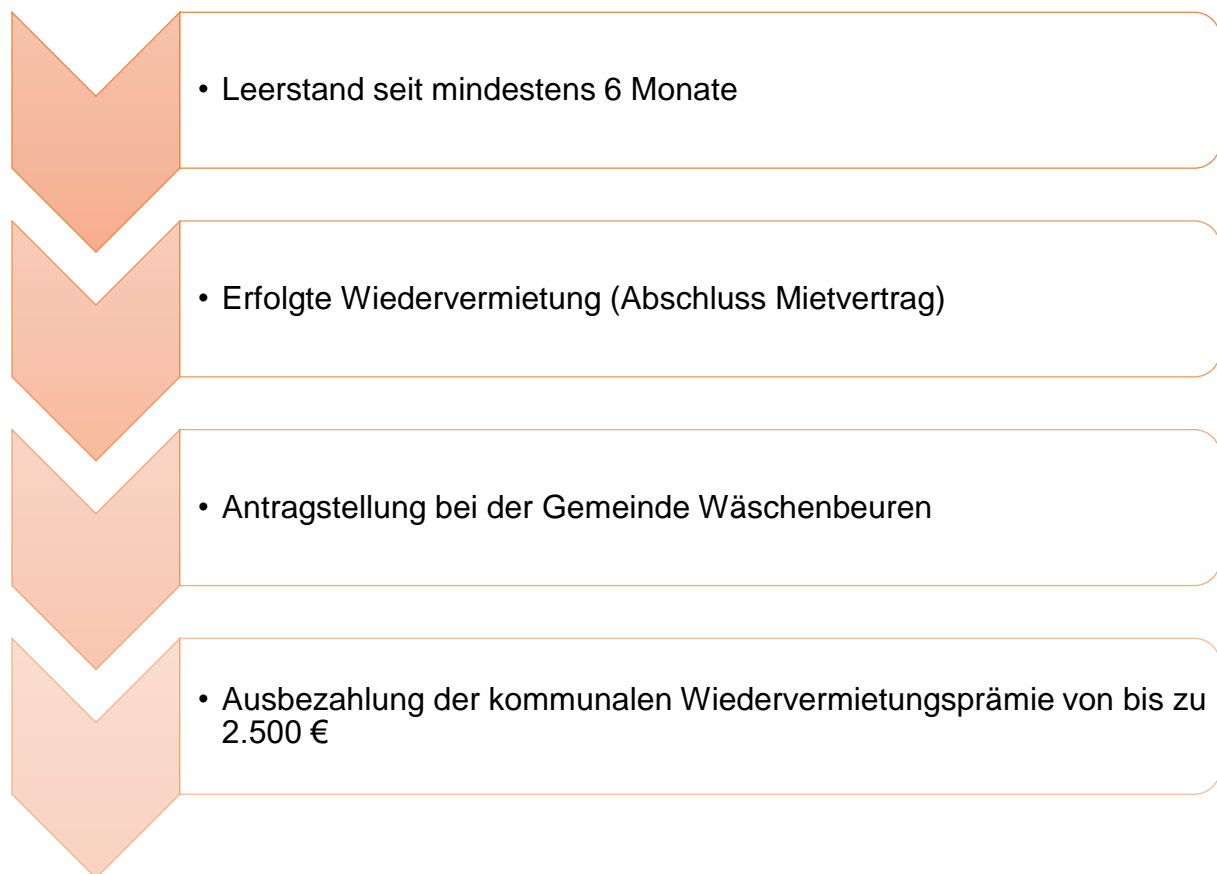 • Leerstand seit mindestens 6 Monate
• Erfolgte Wiedervermietung (Abschluss Mietvertrag)
• Antragstellung bei der Gemeinde Wäschenbeuren
• Ausbezahlung der kommunalen Wiedervermietungsprämie von bis zu
2.500 €